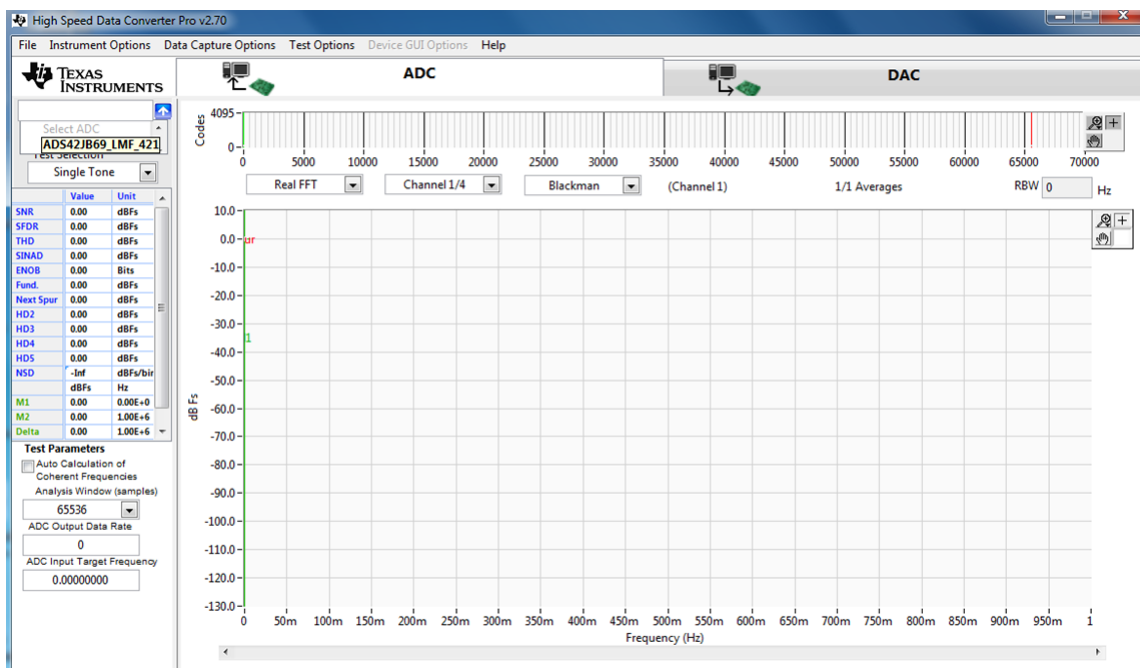 High Speed Data Converter Pro v2.70
File Instrument Options Data Capture Options Test Options Device GUI Options Help
TEXAS INSTRUMENTS
ADC
DAC
Select ADC
ADS42JB69_LMF_421
Test Selection
Single Tone
Value Unit
SNR 0.00 dBFs
SFDR 0.00 dBFs
THD 0.00 dBFs
SINAD 0.00 dBFs
ENOB 0.00 Bits
Fund. 0.00 dBFs
Next Spur 0.00 dBFs
HD2 0.00 dBFs
HD3 0.00 dBFs
HD4 0.00 dBFs
HD5 0.00 dBFs
NSD -Inf dBFs/bin
dBFs Hz
M1 0.00 0.00E+0
M2 0.00 1.00E+6
Delta 0.00 1.00E+6
Test Parameters
Auto Calculation of
Coherent Frequencies
Analysis Window (samples)
65536
ADC Output Data Rate
0
ADC Input Target Frequency
0.00000000
Codes
4095
0
0 5000 10000 15000 20000 25000 30000 35000 40000 45000 50000 55000 60000 65000 70000
Real FFT Channel 1/4 Blackman (Channel 1) 1/1 Averages RBW 0 Hz
dB Fs
10.0
0.0
-10.0
-20.0
-30.0
1
-40.0
-50.0
-60.0
-70.0
-80.0
-90.0
-100.0
-110.0
-120.0
-130.0
0 50m 100m 150m 200m 250m 300m 350m 400m 450m 500m 550m 600m 650m 700m 750m 800m 850m 900m 950m 1
Frequency (Hz)